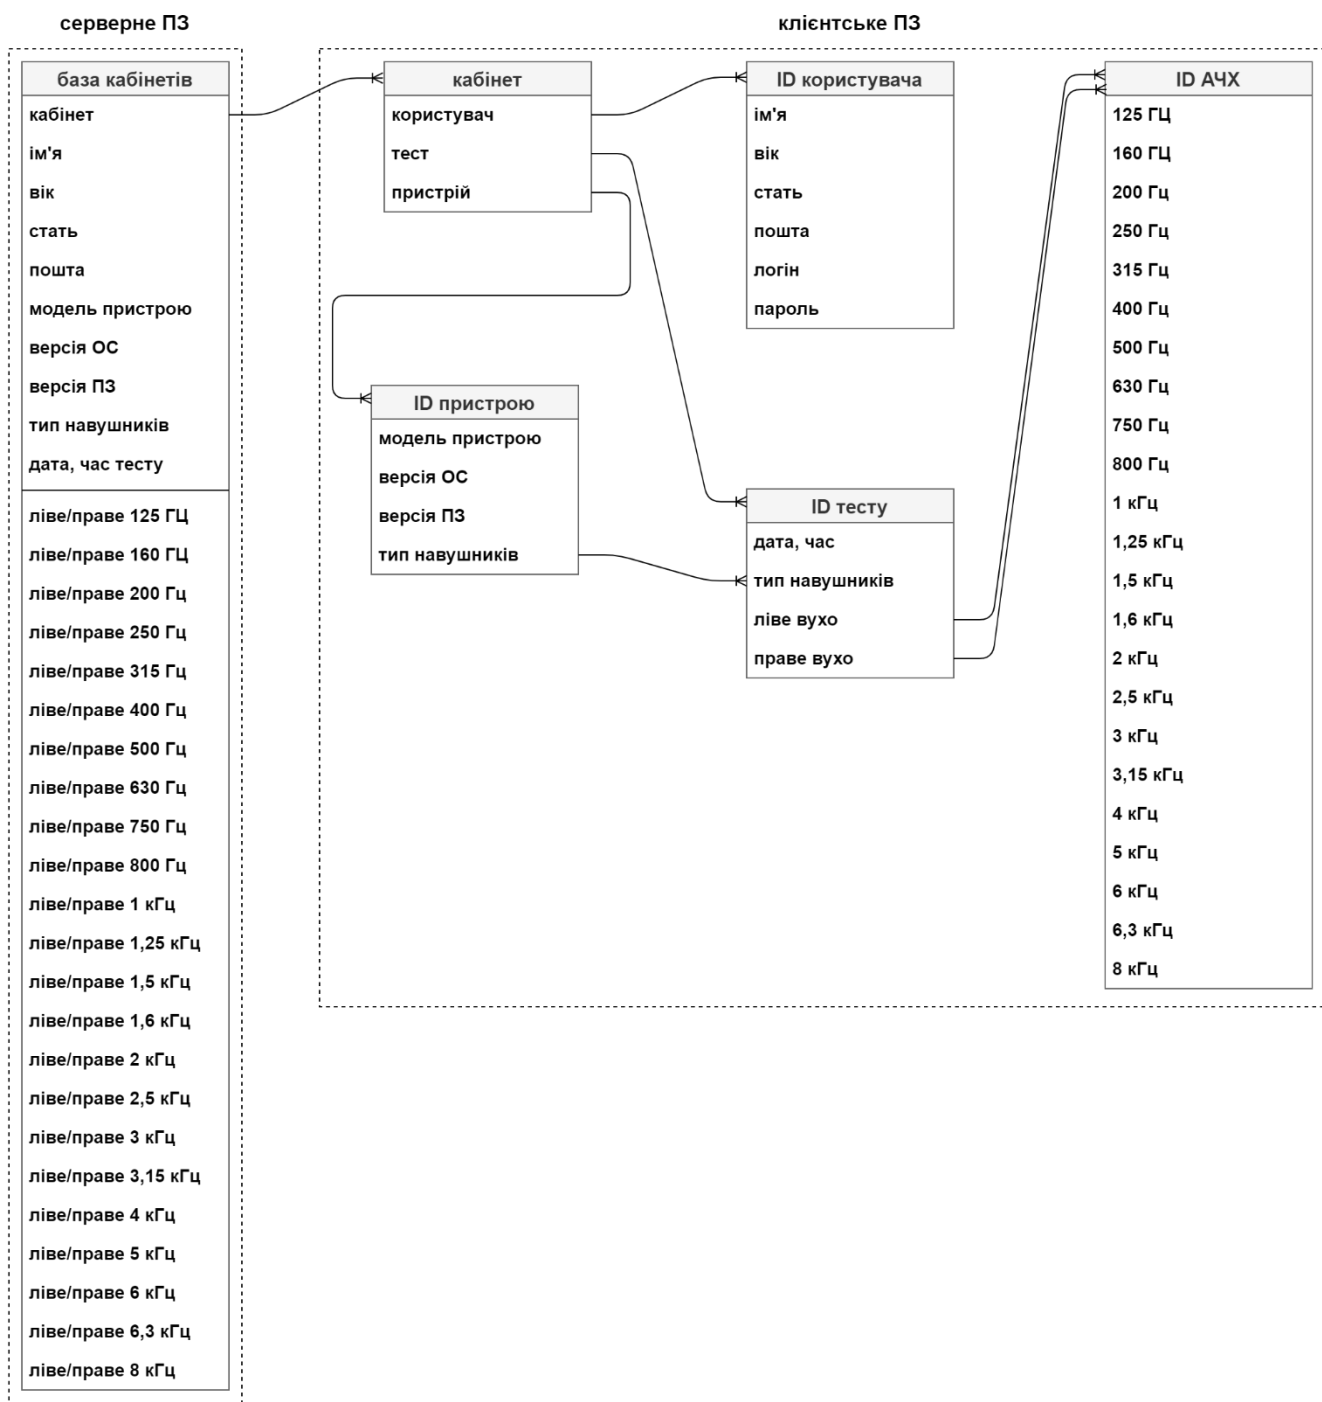 серверне ПЗ
клієнтське ПЗ
база кабінетів
кабінет
ім'я
вік
стать
пошта
модель пристрою
версія ОС
версія ПЗ
тип навушників
дата, час тесту
ліве/праве 125 ГЦ
ліве/праве 160 ГЦ
ліве/праве 200 Гц
ліве/праве 250 Гц
ліве/праве 315 Гц
ліве/праве 400 Гц
ліве/праве 500 Гц
ліве/праве 630 Гц
ліве/праве 750 Гц
ліве/праве 800 Гц
ліве/праве 1 кГц
ліве/праве 1,25 кГц
ліве/праве 1,5 кГц
ліве/праве 1,6 кГц
ліве/праве 2 кГц
ліве/праве 2,5 кГц
ліве/праве 3 кГц
ліве/праве 3,15 кГц
ліве/праве 4 кГц
ліве/праве 5 кГц
ліве/праве 6 кГц
ліве/праве 6,3 кГц
ліве/праве 8 кГц
кабінет
користувач
тест
пристрій
ID користувача
ім'я
вік
стать
пошта
логін
пароль
ID пристрою
модель пристрою
версія ОС
версія ПЗ
тип навушників
ID тесту
дата, час
тип навушників
ліве вухо
праве вухо
ID АЧХ
125 ГЦ
160 ГЦ
200 Гц
250 Гц
315 Гц
400 Гц
500 Гц
630 Гц
750 Гц
800 Гц
1 кГц
1,25 кГц
1,5 кГц
1,6 кГц
2 кГц
2,5 кГц
3 кГц
3,15 кГц
4 кГц
5 кГц
6 кГц
6,3 кГц
8 кГц